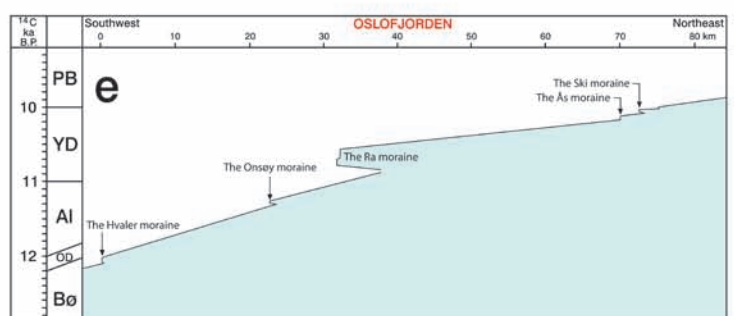 14C
ka
B.P.
Southwest OSLOFJORDEN Northeast
0 10 20 30 40 50 60 70 80 km
e
PB
The Ski moraine
The Ås moraine
10
YD
The Ra moraine
The Onsøy moraine
11
Al
The Hvaler moraine
12
OD
Bø